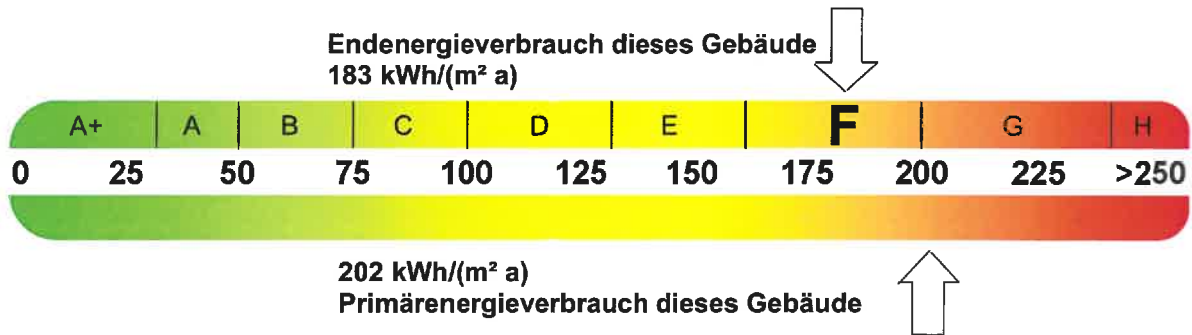 Endenergieverbrauch dieses Gebäude
183 kWh/(m² a)
A+ A B C D E F G H
0 25 50 75 100 125 150 175 200 225 >250
202 kWh/(m² a)
Primärenergieverbrauch dieses Gebäude